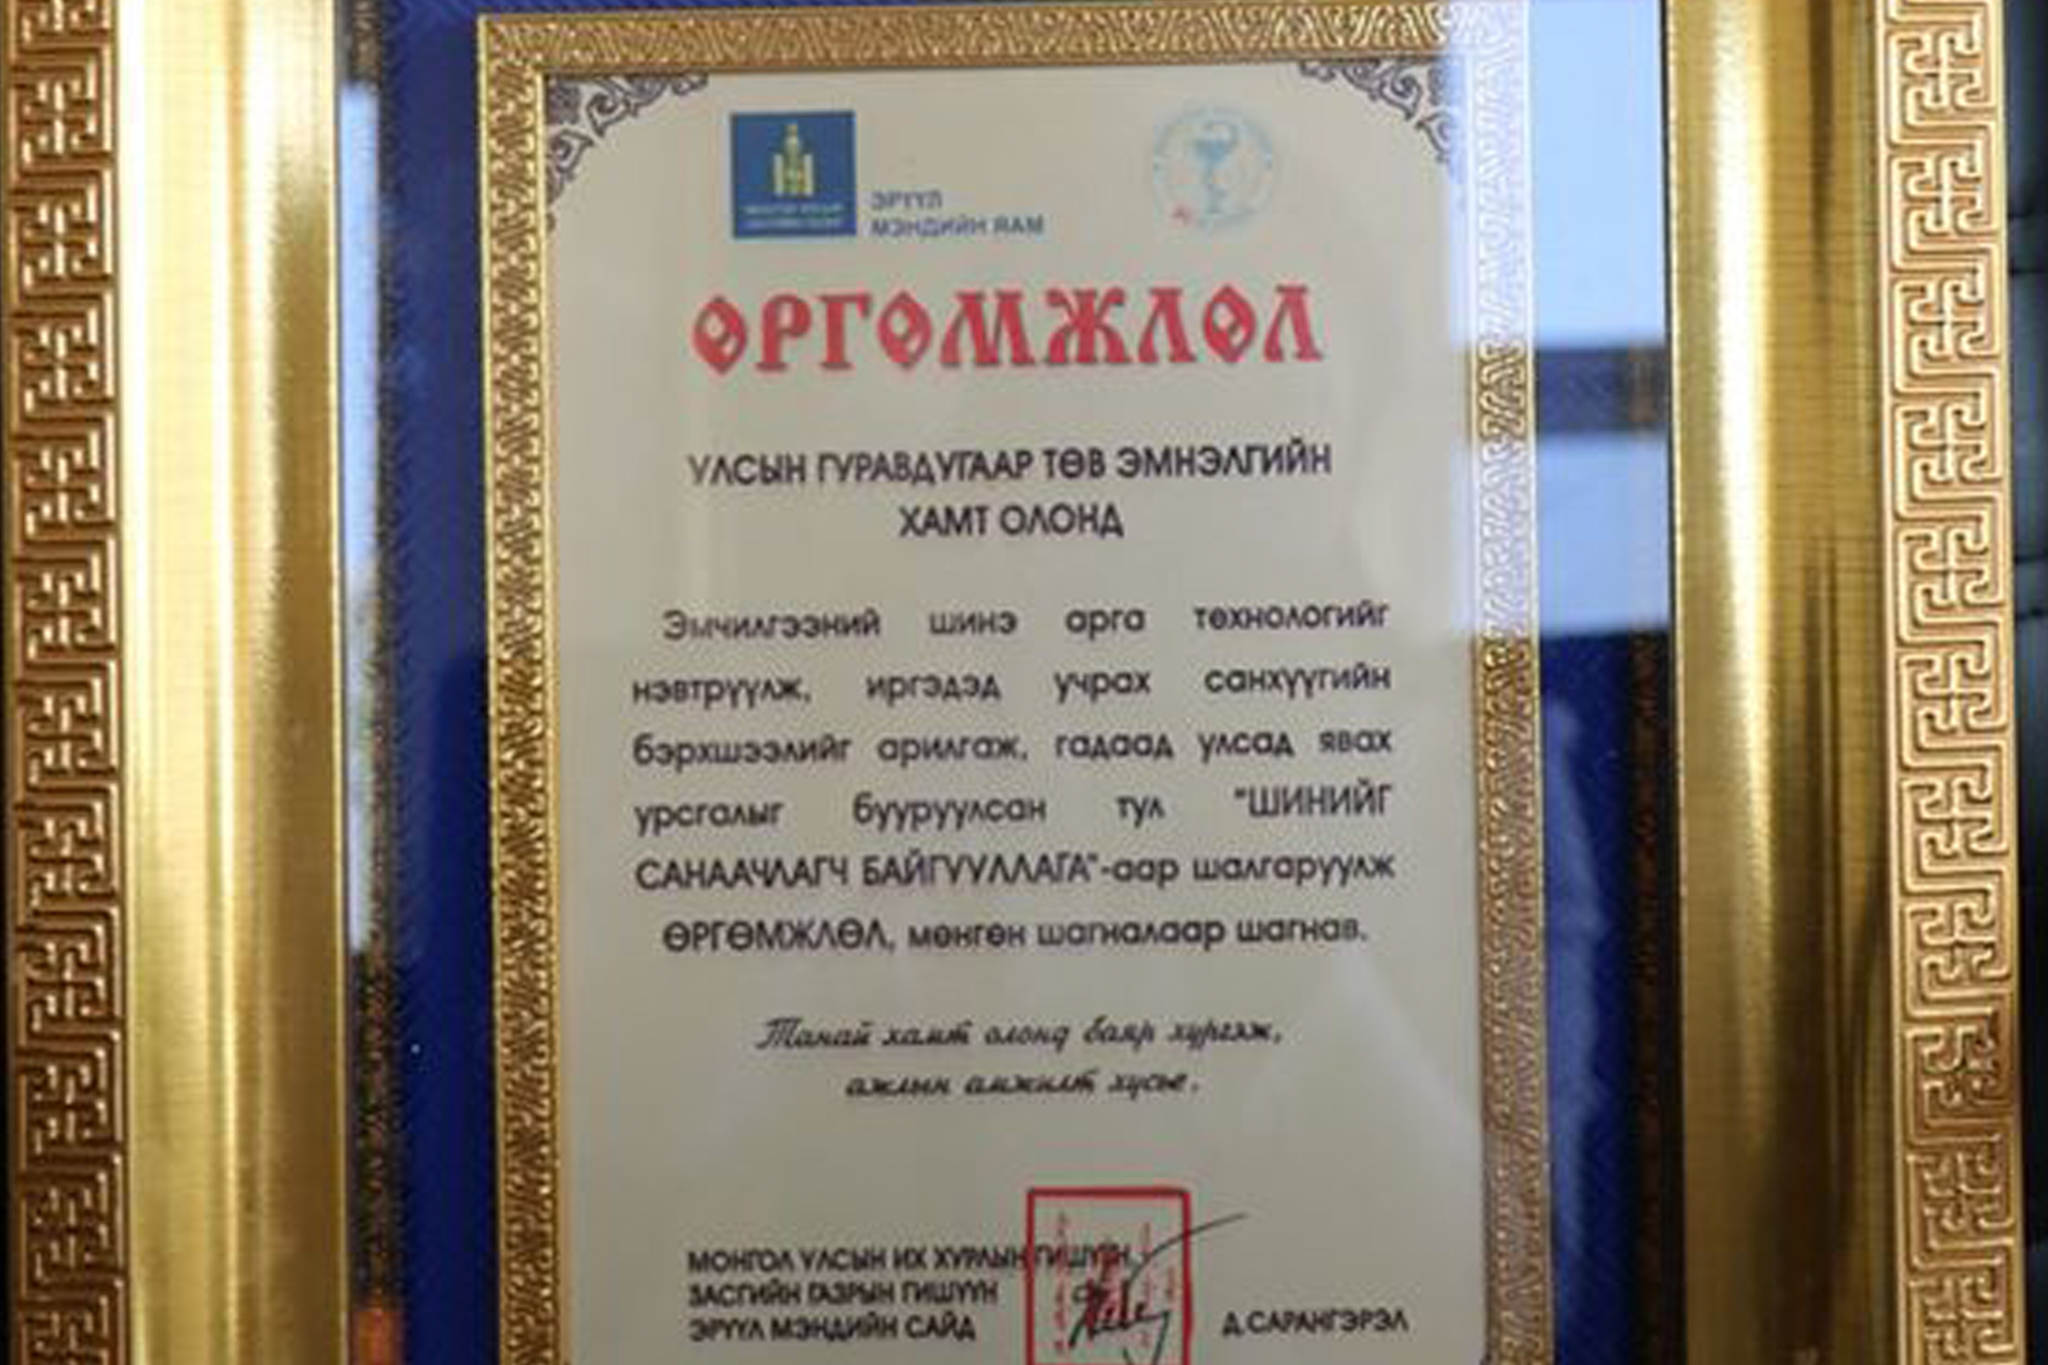 ЭРҮҮЛ
МЭНДИЙН ЯАМ
ӨРГӨМЖЛӨЛ
УЛСЫН ГУРАВДУГААР ТӨВ ЭМНЭЛГИЙН
ХАМТ ОЛОНД
Эмчилгээний шинэ арга технологийг
нэвтрүүлж, иргэдэд учрах санхүүгийн
бэрхшээлийг арилгаж, гадаад улсад явах
урсгалыг бууруулсан тул "ШИНИЙГ
САНААЧЛАГЧ БАЙГУУЛЛАГА"-аар шалгаруулж
ӨРГӨМЖЛӨЛ, мөнгөн шагналаар шагнав.
Танай хамт олонд баяр хүргэж,
ажлын амжилт хүсье.
МОНГОЛ УЛСЫН ИХ ХУРЛЫН ГИШҮҮН,
ЗАСГИЙН ГАЗРЫН ГИШҮҮН
ЭРҮҮЛ МЭНДИЙН САЙД Д.САРАНГЭРЭЛ